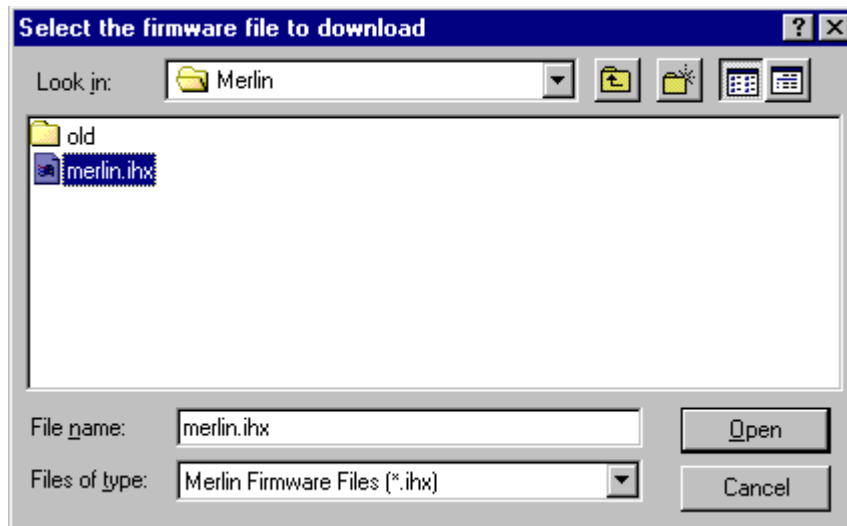 Select the firmware file to download
Look in: Merlin
old
merlin.ihx
File name: merlin.ihx Open
Files of type: Merlin Firmware Files (*.ihx) Cancel